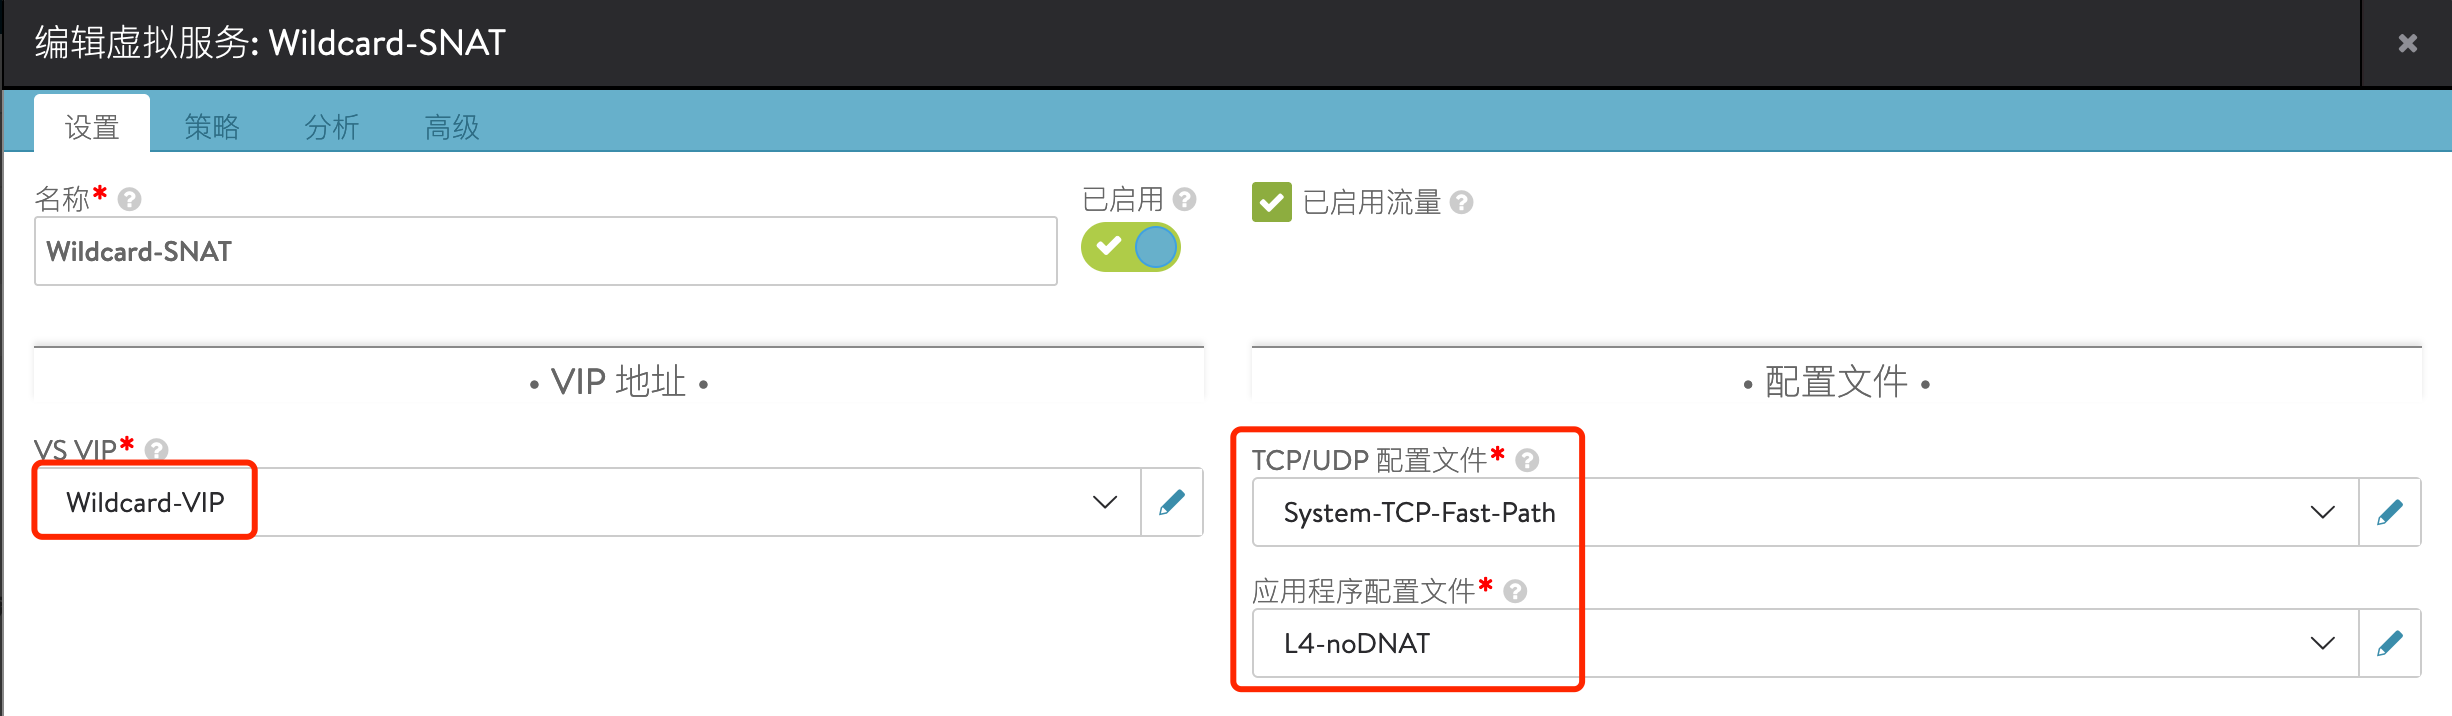 编辑虚拟服务: Wildcard-SNAT
设置 策略 分析 高级
名称* 已启用 已启用流量
Wildcard-SNAT
• VIP 地址 •
VS VIP*
Wildcard-VIP
• 配置文件 •
TCP/UDP 配置文件*
System-TCP-Fast-Path
应用程序配置文件*
L4-noDNAT